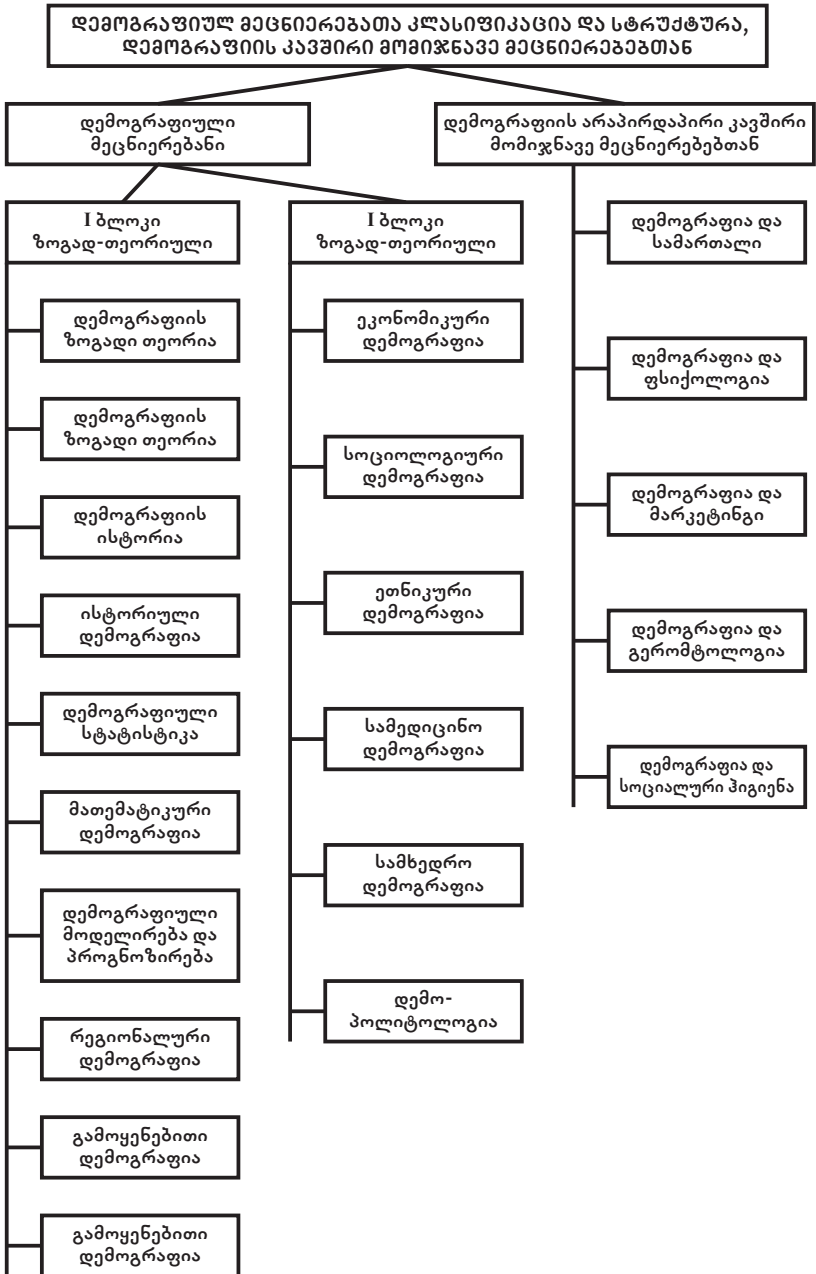 ᲓᲔᲛᲝᲒᲠᲐᲤᲘᲣᲚ ᲛᲔᲪᲜᲘᲔᲠᲔᲑᲐᲗᲐ ᲙᲚᲐᲡᲘᲤᲘᲙᲐᲪᲘᲐ ᲓᲐ ᲡᲢᲠᲣᲥᲢᲣᲠᲐ,
ᲓᲔᲛᲝᲒᲠᲐᲤᲘᲘᲡ ᲙᲐᲕᲨᲘᲠᲘ ᲛᲝᲛᲘᲯᲜᲐᲕᲔ ᲛᲔᲪᲜᲘᲔᲠᲔᲑᲔᲑᲗᲐᲜ
დემოგრაფიული
მეცნიერებანი
დემოგრაფიის არაპირდაპირი კავშირი
მომიჯნავე მეცნიერებებთან
I ბლოკი
ზოგად-თეორიული
დემოგრაფიის
ზოგადი თეორია
დემოგრაფიის
ზოგადი თეორია
დემოგრაფიის
ისტორია
ისტორიული
დემოგრაფია
დემოგრაფიული
სტატისტიკა
მათემატიკური
დემოგრაფია
დემოგრაფიული
მოდელირება და
პროგნოზირება
რეგიონალური
დემოგრაფია
გამოყენებითი
დემოგრაფია
გამოყენებითი
დემოგრაფია
I ბლოკი
ზოგად-თეორიული
ეკონომიკური
დემოგრაფია
სოციოლოგიური
დემოგრაფია
ეთნიკური
დემოგრაფია
სამედიცინო
დემოგრაფია
სამხედრო
დემოგრაფია
დემო-
პოლიტოლოგია
დემოგრაფია და
სამართალი
დემოგრაფია და
ფსიქოლოგია
დემოგრაფია და
მარკეტინგი
დემოგრაფია და
გერომტოლოგია
დემოგრაფია და
სოციალური ჰიგიენა